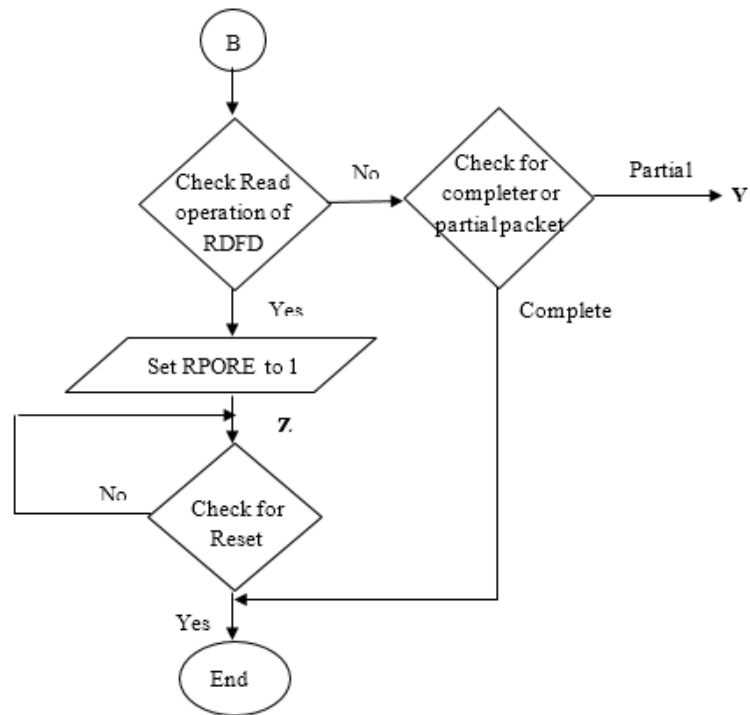 B
Check Read
operation of
RDFD
No
Check for
completer or
partial packet
Partial
Y
Yes
Complete
Set RPORE to 1
Z
No
Check for
Reset
Yes
End